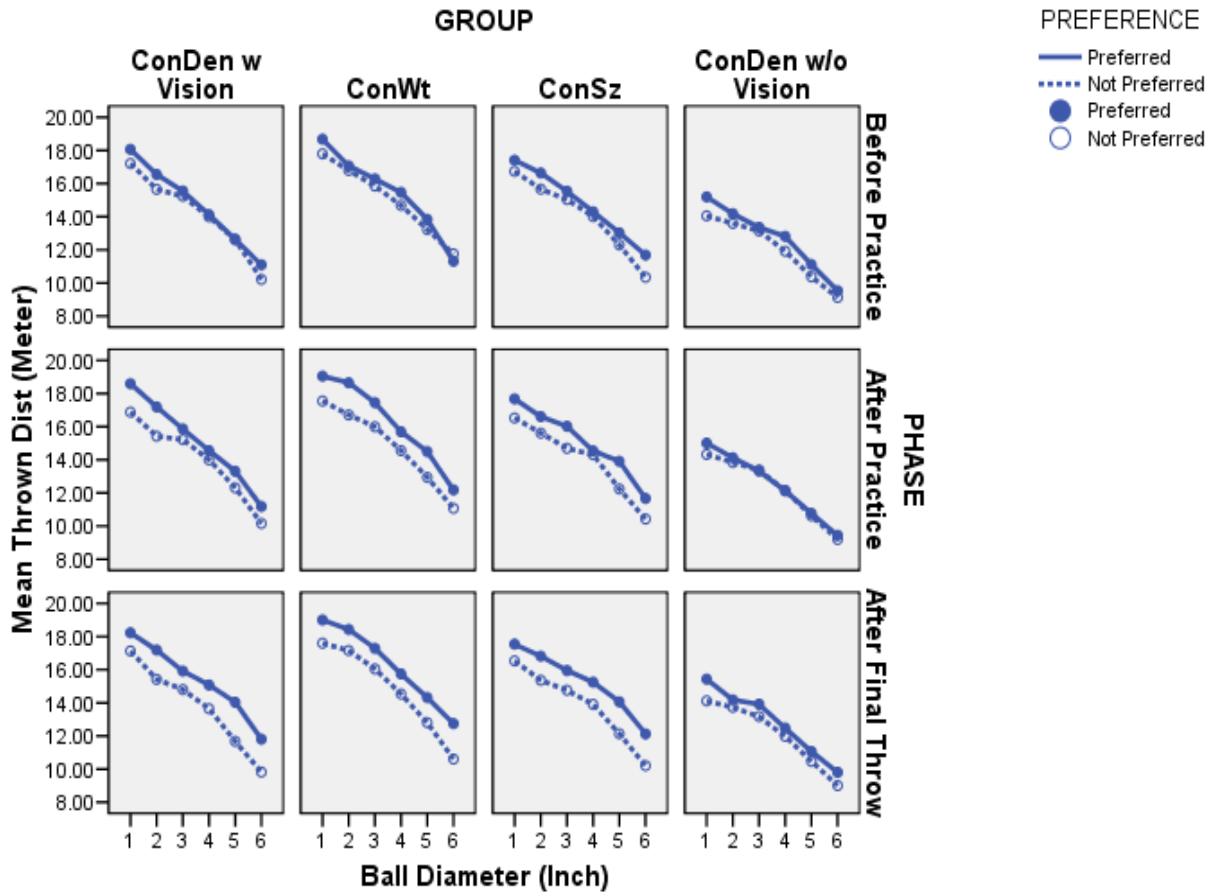 GROUP
ConDen w
Vision
ConWt
ConSz
ConDen w/o
Vision
PREFERENCE
Preferred
Not Preferred
Preferred
Not Preferred
Mean Thrown Dist (Meter)
20.00
18.00
16.00
14.00
12.00
10.00
8.00
Before Practice
20.00
18.00
16.00
14.00
12.00
10.00
8.00
After Practice
PHASE
20.00
18.00
16.00
14.00
12.00
10.00
8.00
After Final Throw
1 2 3 4 5 6 1 2 3 4 5 6 1 2 3 4 5 6 1 2 3 4 5 6
Ball Diameter (Inch)